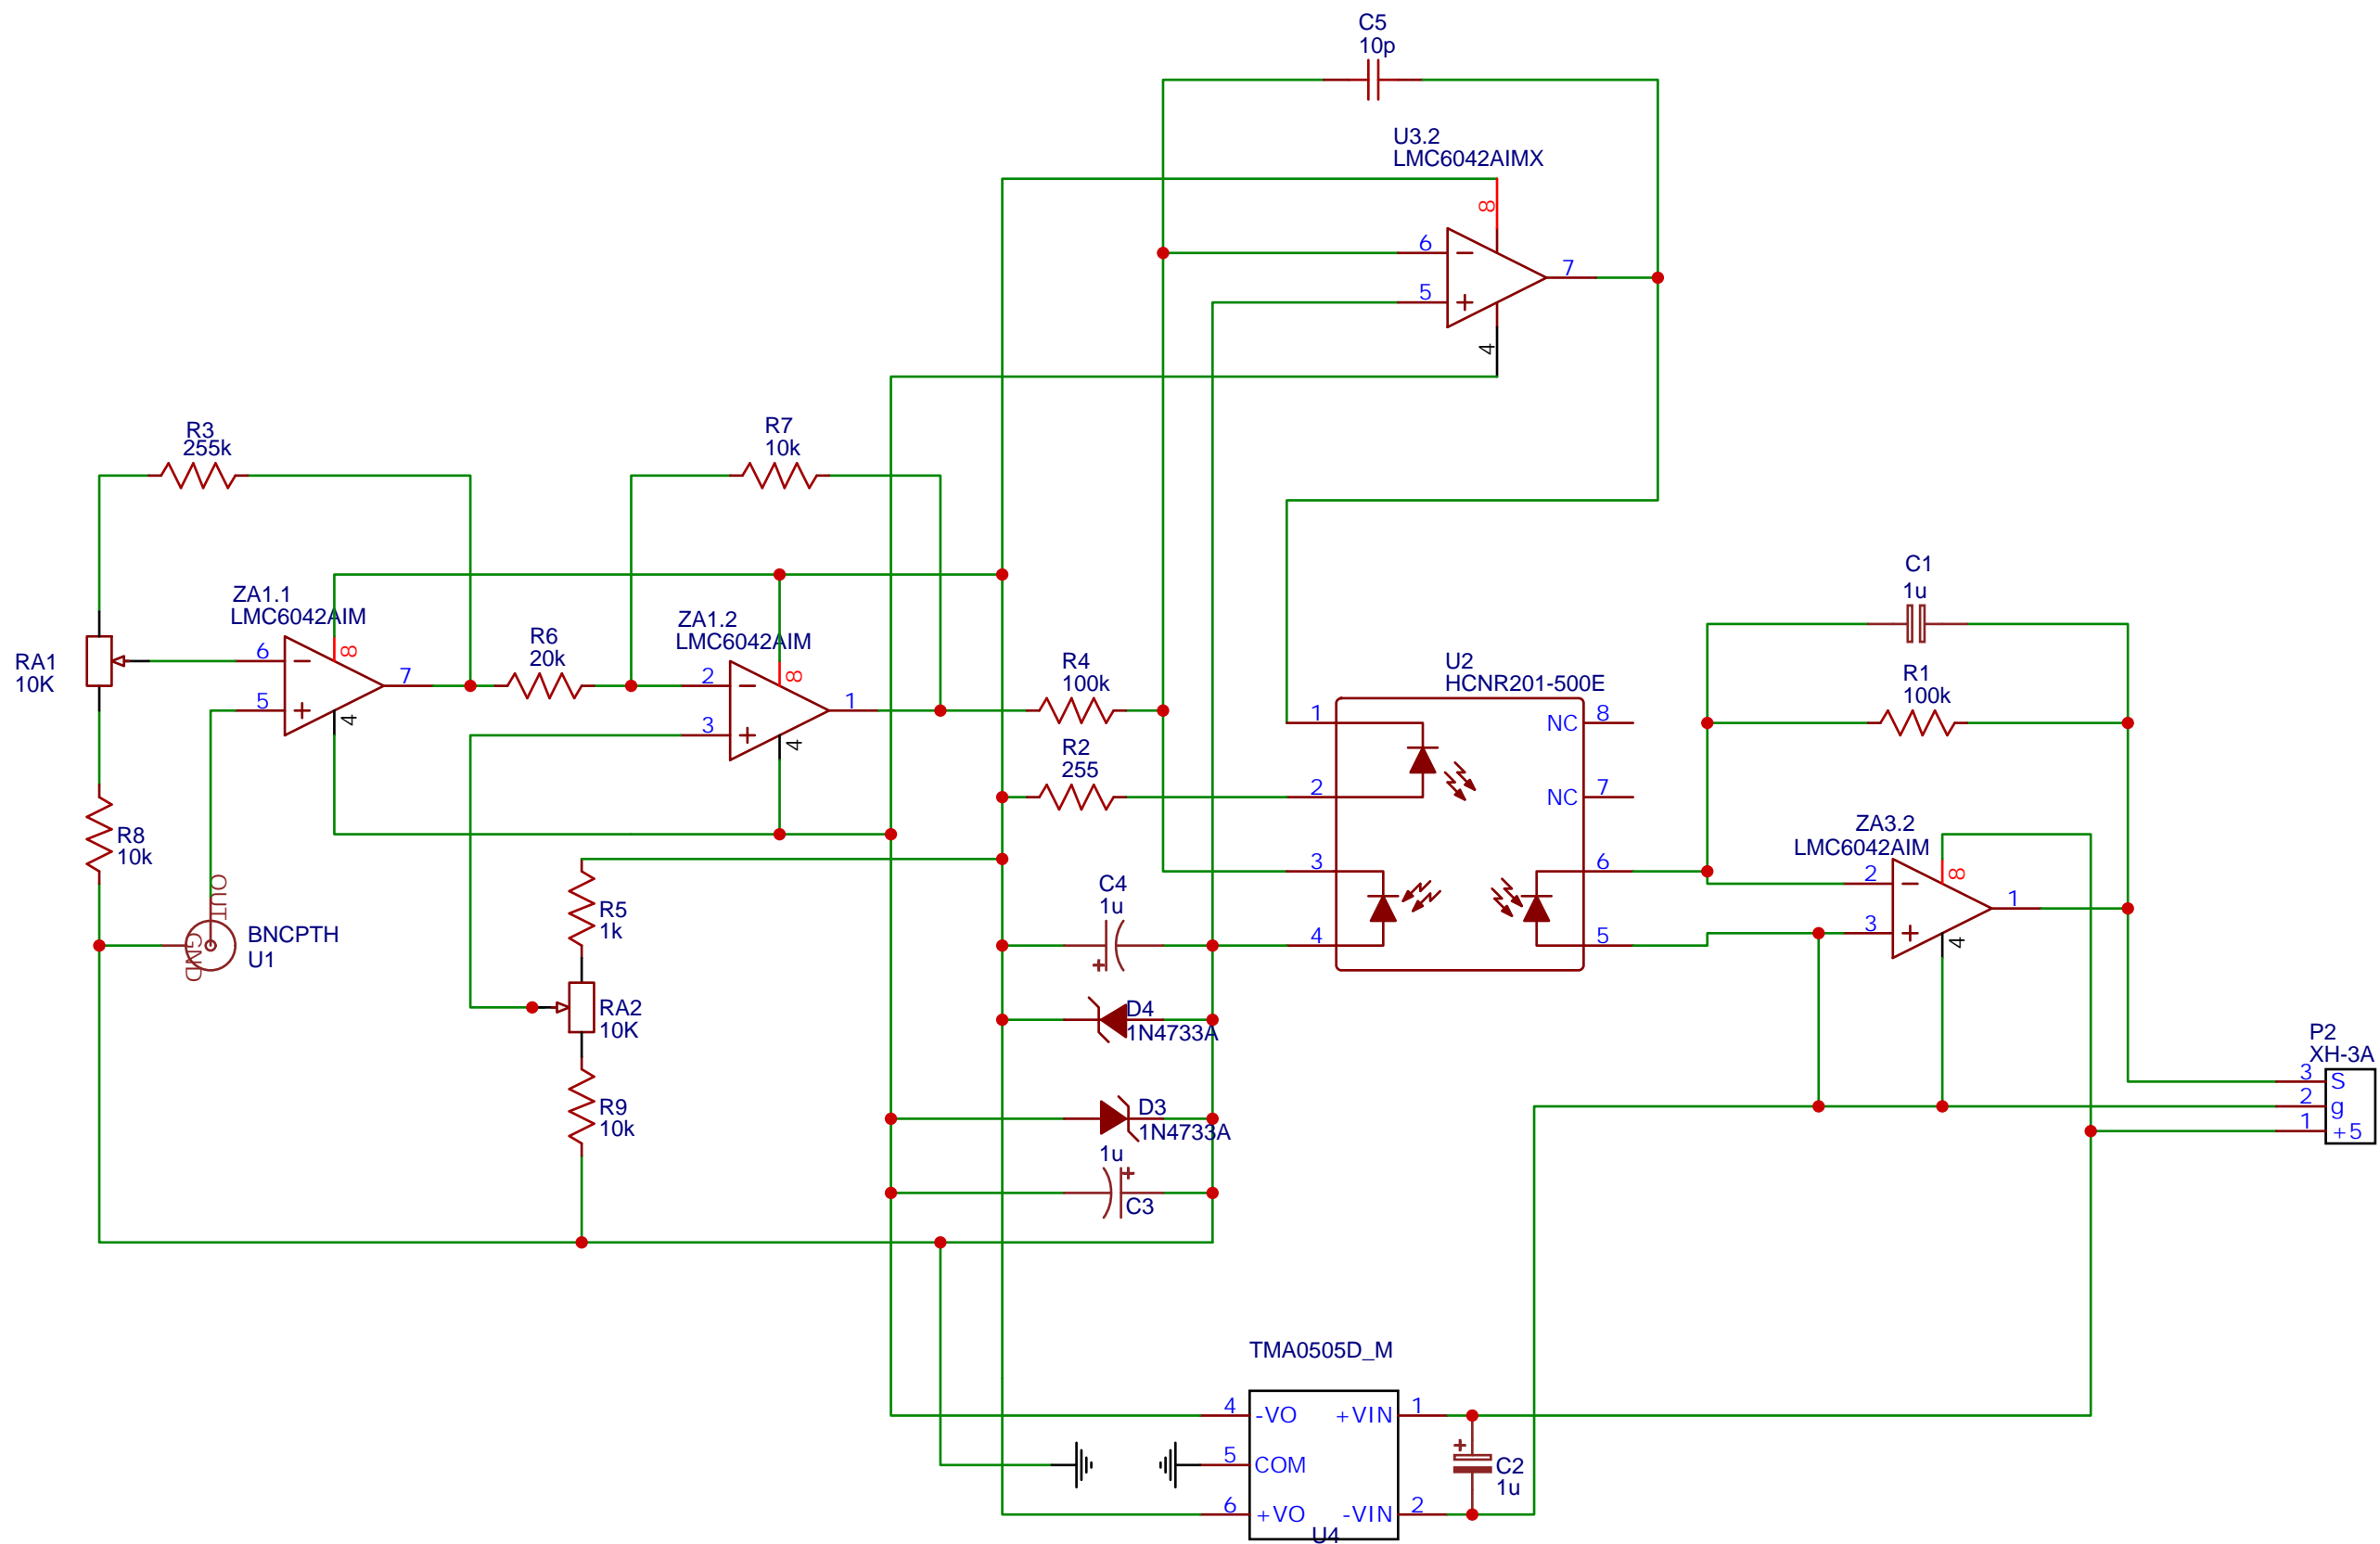 C5
10p
U3.2
LMC6042AIMX
8
6
7
5
4
R3
255k
R7
10k
ZA1.1
LMC6042AIM
ZA1.2
LMC6042AIM
RA1
10K
6
8
7
5
4
R6
20k
2
8
1
3
4
R4
100k
R2
255
U2
HCNR201-500E
1
NC
8
2
NC
7
3
6
4
5
C1
1u
R1
100k
ZA3.2
LMC6042AIM
2
8
1
3
4
R8
10k
OUT
GND
BNCPTH
U1
R5
1k
RA2
10K
R9
10k
C4
1u
D4
1N4733A
D3
1N4733A
1u
C3
P2
XH-3A
3 S
2 g
1 +5
TMA0505D_M
4 -VO +VIN 1
5 COM
6 +VO -VIN 2
U4
C2
1u